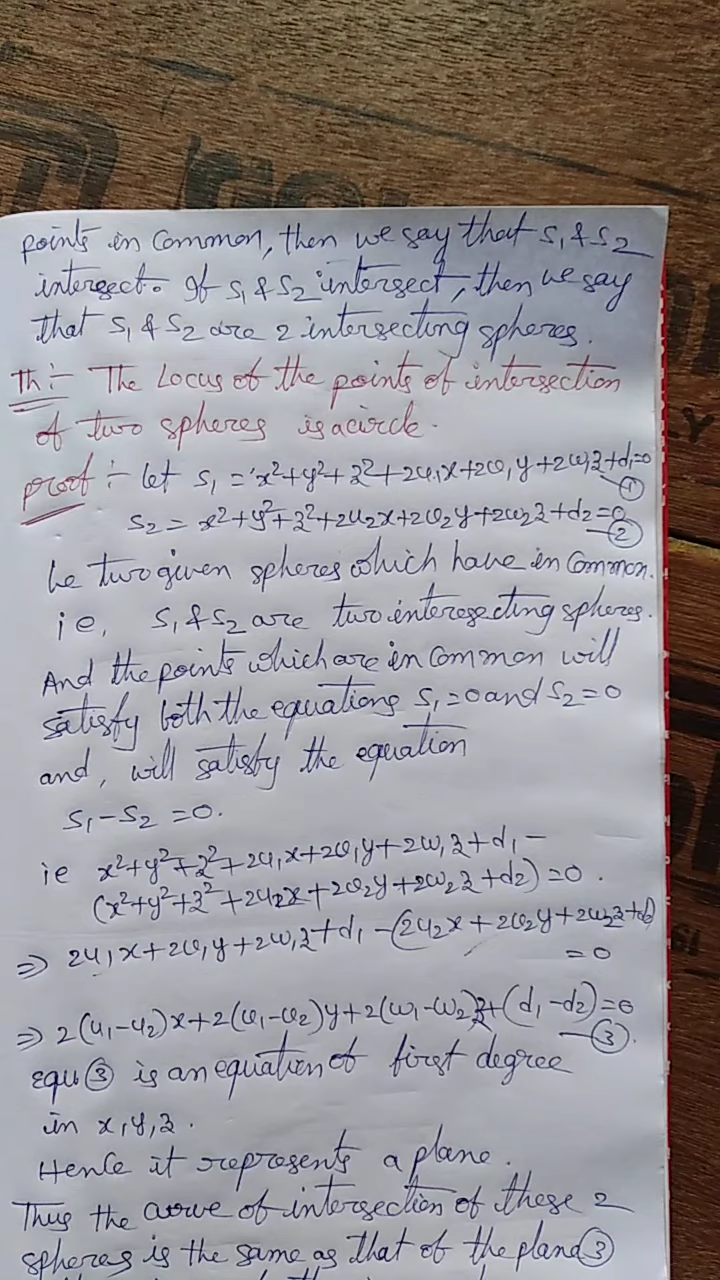 points in common, then we say that S₁ & S₂
intersect. If S₁ & S₂ intersect, then we say
that S₁ & S₂ are 2 intersecting spheres.
Th :- The Locus of the points of intersection
of two spheres is a circle.
proof :- let S₁ = x²+y²+z²+2u₁x+2v₁y+2w₁z+d₁=0
—①
S₂ = x²+y²+z²+2u₂x+2v₂y+2w₂z+d₂=0
—②
be two given spheres which have in common.
ie, S₁ & S₂ are two interesecting spheres.
And the points which are in common will
satisfy both the equations S₁=0 and S₂=0
and, will satisfy the equation
S₁-S₂ =0.
ie x²+y²+z²+2u₁x+2v₁y+2w₁z+d₁-
(x²+y²+z²+2u₂x+2v₂y+2w₂z+d₂)=0.
⇒ 2u₁x+2v₁y+2w₁z+d₁-(2u₂x+2v₂y+2w₂z+d₂)
=0
⇒ 2(u₁-u₂)x+2(v₁-v₂)y+2(w₁-w₂)z+(d₁-d₂)=0
—③.
equ ③ is an equation of first degree
in x,y,z.
Hence it represents a plane.
Thus the curve of intersection of these 2
spheres is the same as that of the plane ③